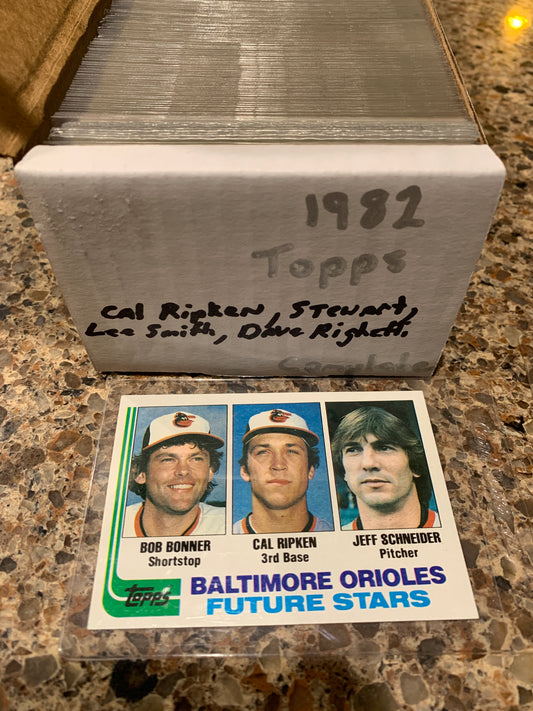 1982
Topps
Cal Ripken, Stewart,
Lee Smith, Dave Righetti.
Complete
BOB BONNER
Shortstop
CAL RIPKEN
3rd Base
JEFF SCHNEIDER
Pitcher
TOPPS
BALTIMORE ORIOLES
FUTURE STARS